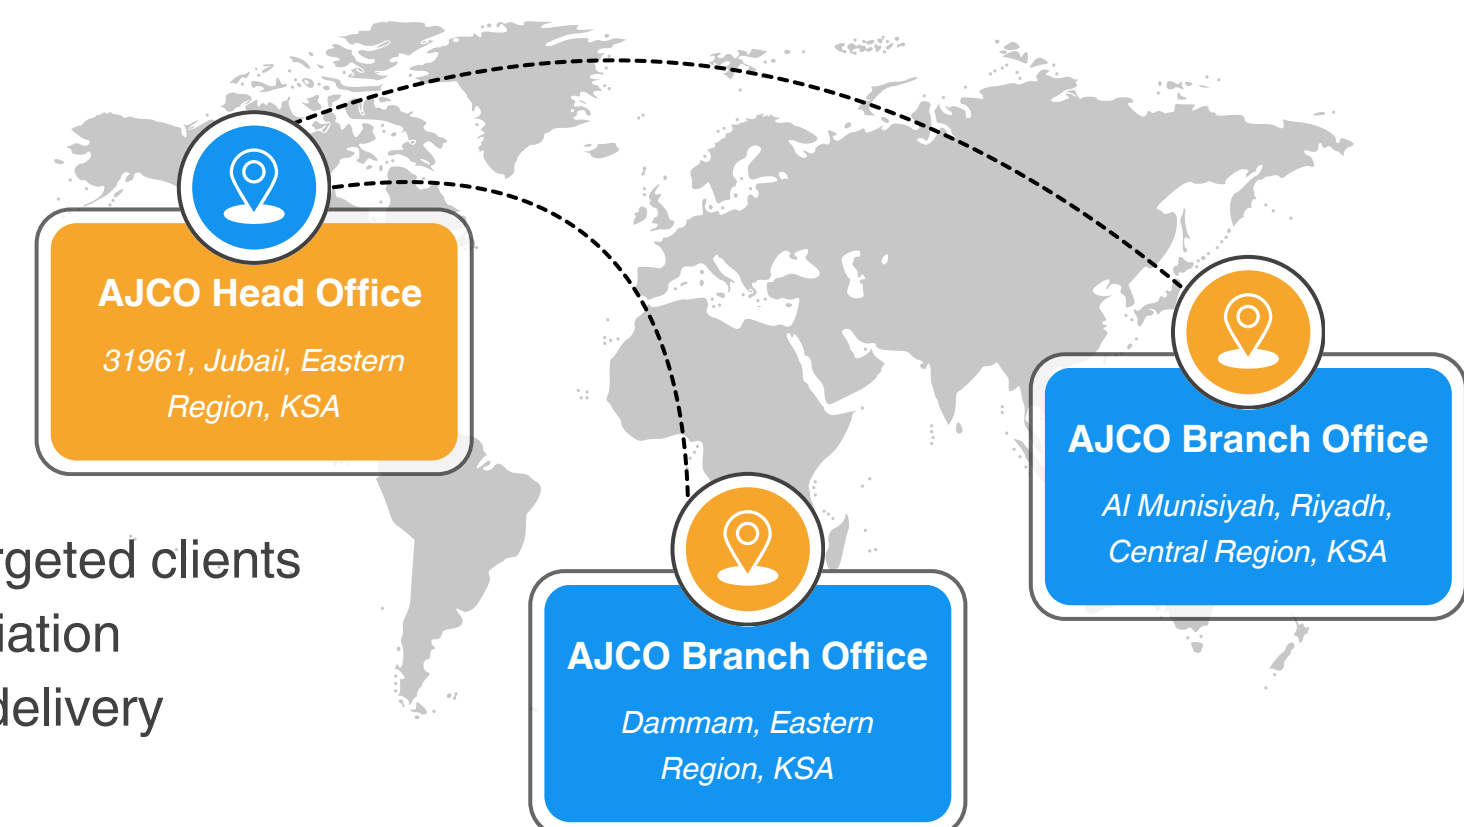 AJCO Head Office
31961, Jubail, Eastern
Region, KSA
AJCO Branch Office
Al Munisiyah, Riyadh,
Central Region, KSA
rgeted clients
iation
delivery
AJCO Branch Office
Dammam, Eastern
Region, KSA